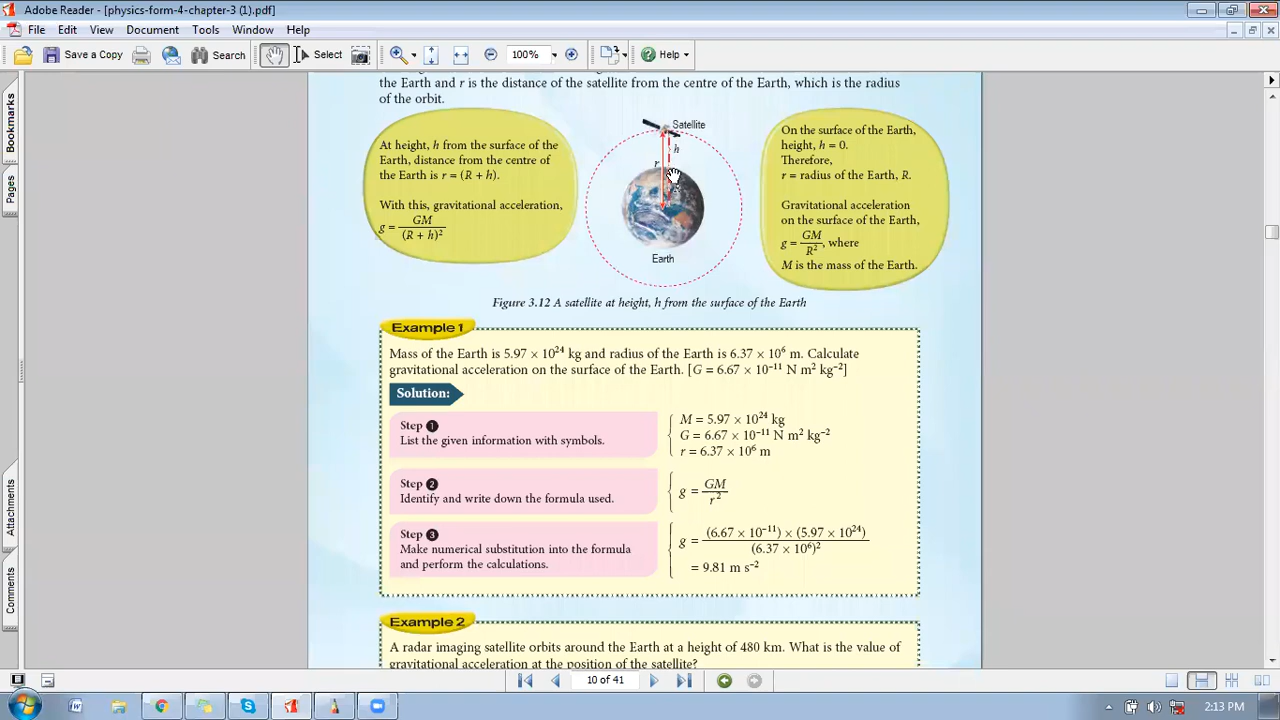 Adobe Reader - [physics-form-4-chapter-3 (1).pdf]
File Edit View Document Tools Window Help
Save a Copy Search Select 100% Help
Bookmarks
Pages
Attachments
Comments
the Earth and r is the distance of the satellite from the centre of the Earth, which is the radius
of the orbit.
At height, h from the surface of the
Earth, distance from the centre of
the Earth is r = (R + h).
With this, gravitational acceleration,
g = GM / (R + h)²
Satellite
h
r
Earth
On the surface of the Earth,
height, h = 0.
Therefore,
r = radius of the Earth, R.
Gravitational acceleration
on the surface of the Earth,
g = GM / R², where
M is the mass of the Earth.
Figure 3.12 A satellite at height, h from the surface of the Earth
Example 1
Mass of the Earth is 5.97 × 10²⁴ kg and radius of the Earth is 6.37 × 10⁶ m. Calculate
gravitational acceleration on the surface of the Earth. [G = 6.67 × 10⁻¹¹ N m² kg⁻²]
Solution:
Step 1
List the given information with symbols.
M = 5.97 × 10²⁴ kg
G = 6.67 × 10⁻¹¹ N m² kg⁻²
r = 6.37 × 10⁶ m
Step 2
Identify and write down the formula used.
g = GM / r²
Step 3
Make numerical substitution into the formula
and perform the calculations.
g = (6.67 × 10⁻¹¹) × (5.97 × 10²⁴) / (6.37 × 10⁶)²
= 9.81 m s⁻²
Example 2
A radar imaging satellite orbits around the Earth at a height of 480 km. What is the value of
gravitational acceleration at the position of the satellite?
10 of 41
2:13 PM